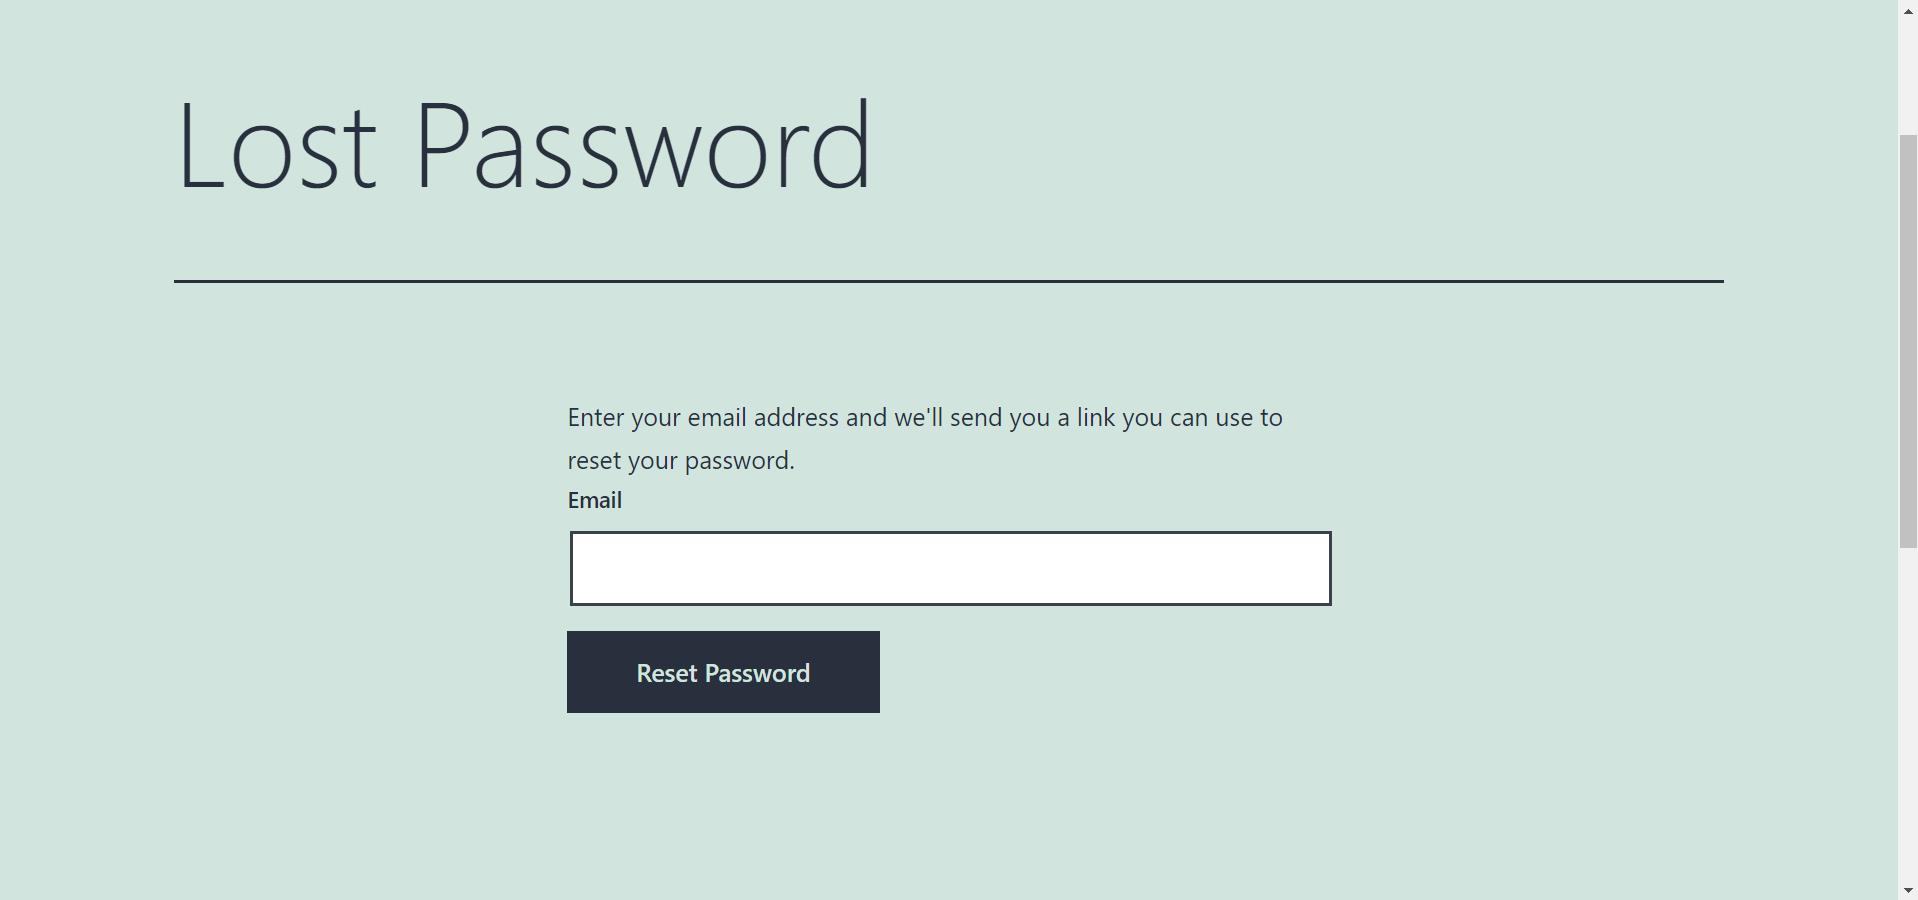 Lost Password
Enter your email address and we'll send you a link you can use to
reset your password.
Email
Reset Password